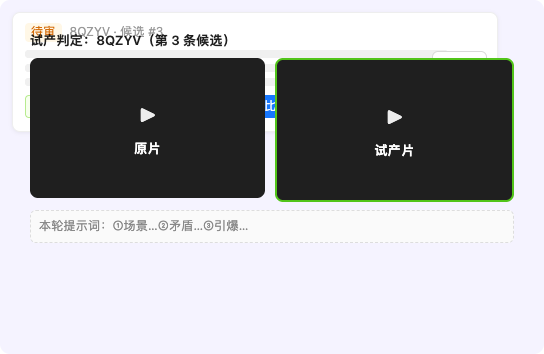 待审 8QZYV · 候选 #3
试产判定：8QZYV（第 3 条候选）
比
原片
试产片
本轮提示词：①场景…②矛盾…③引爆…